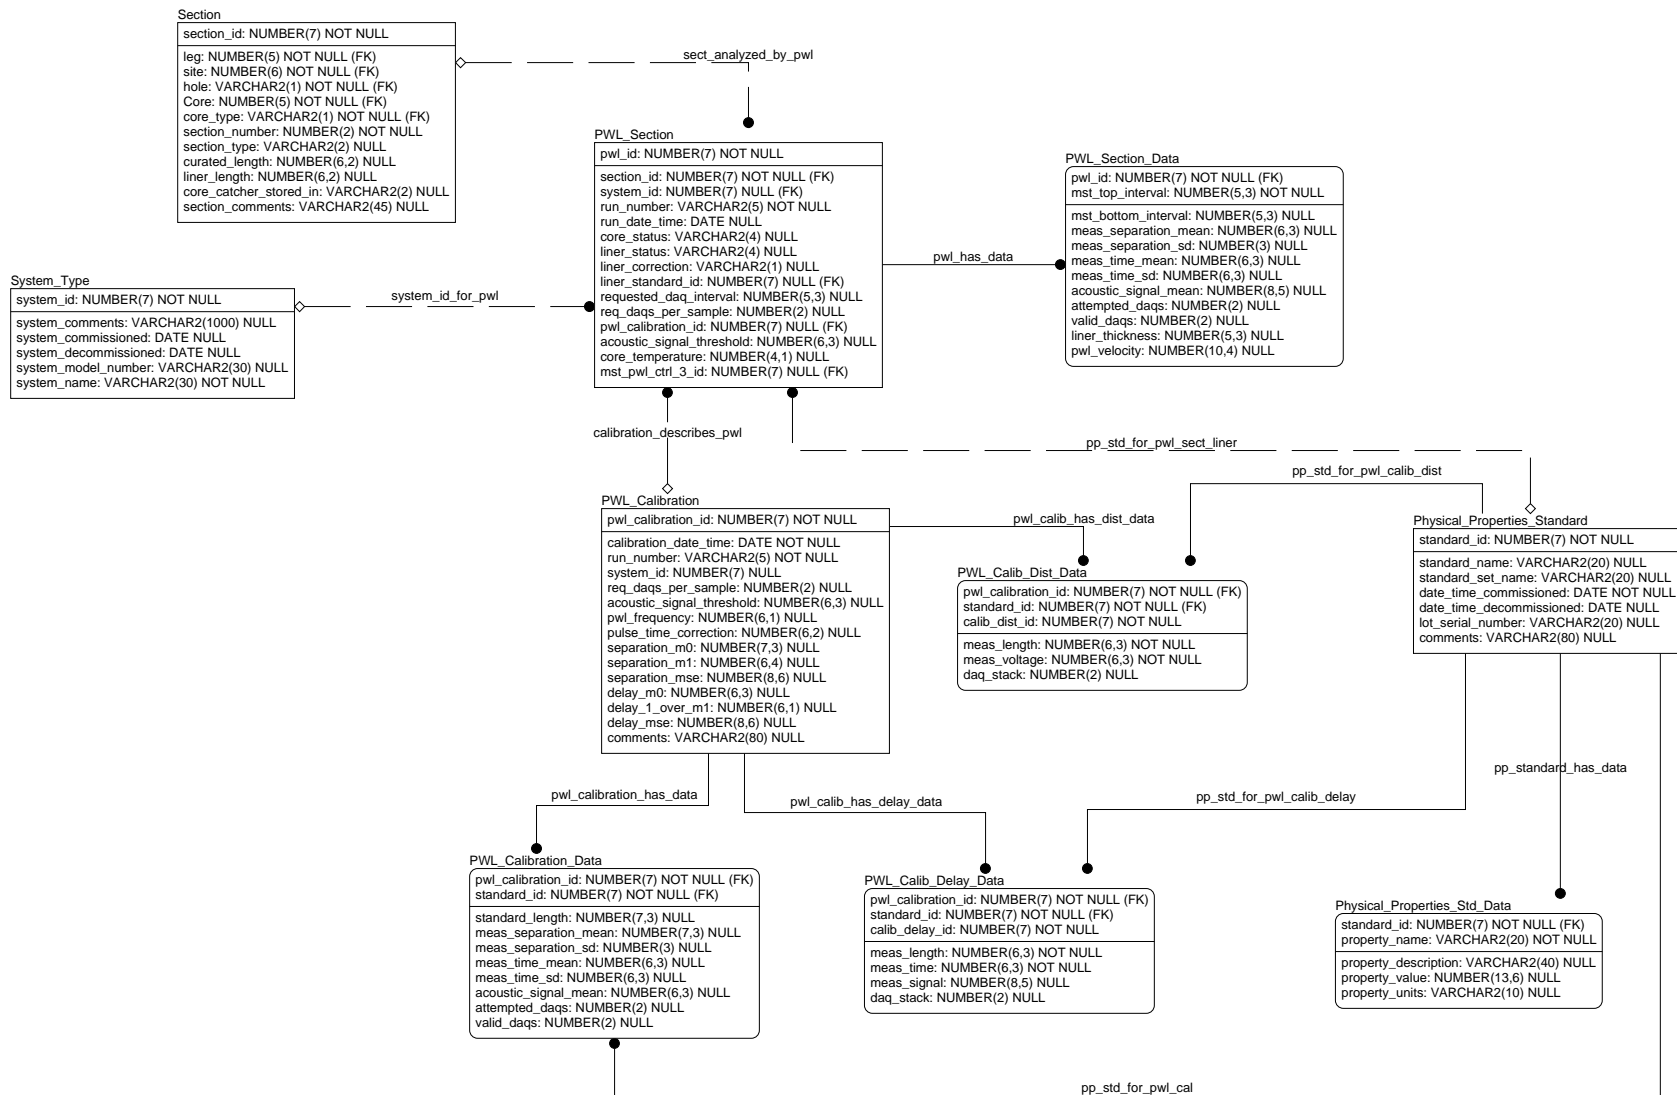 Section
section_id: NUMBER(7) NOT NULL
leg: NUMBER(5) NOT NULL (FK)
site: NUMBER(6) NOT NULL (FK)
hole: VARCHAR2(1) NOT NULL (FK)
Core: NUMBER(5) NOT NULL (FK)
core_type: VARCHAR2(1) NOT NULL (FK)
section_number: NUMBER(2) NOT NULL
section_type: VARCHAR2(2) NULL
curated_length: NUMBER(6,2) NULL
liner_length: NUMBER(6,2) NULL
core_catcher_stored_in: VARCHAR2(2) NULL
section_comments: VARCHAR2(45) NULL
sect_analyzed_by_pwl
System_Type
system_id: NUMBER(7) NOT NULL
system_comments: VARCHAR2(1000) NULL
system_commissioned: DATE NULL
system_decommissioned: DATE NULL
system_model_number: VARCHAR2(30) NULL
system_name: VARCHAR2(30) NOT NULL
system_id_for_pwl
PWL_Section
pwl_id: NUMBER(7) NOT NULL
section_id: NUMBER(7) NOT NULL (FK)
system_id: NUMBER(7) NULL (FK)
run_number: VARCHAR2(5) NOT NULL
run_date_time: DATE NULL
core_status: VARCHAR2(4) NULL
liner_status: VARCHAR2(4) NULL
liner_correction: VARCHAR2(1) NULL
liner_standard_id: NUMBER(7) NULL (FK)
requested_daq_interval: NUMBER(5,3) NULL
req_daqs_per_sample: NUMBER(2) NULL
pwl_calibration_id: NUMBER(7) NULL (FK)
acoustic_signal_threshold: NUMBER(6,3) NULL
core_temperature: NUMBER(4,1) NULL
mst_pwl_ctrl_3_id: NUMBER(7) NULL (FK)
pwl_has_data
PWL_Section_Data
pwl_id: NUMBER(7) NOT NULL (FK)
mst_top_interval: NUMBER(5,3) NOT NULL
mst_bottom_interval: NUMBER(5,3) NULL
meas_separation_mean: NUMBER(6,3) NULL
meas_separation_sd: NUMBER(3) NULL
meas_time_mean: NUMBER(6,3) NULL
meas_time_sd: NUMBER(6,3) NULL
acoustic_signal_mean: NUMBER(8,5) NULL
attempted_daqs: NUMBER(2) NULL
valid_daqs: NUMBER(2) NULL
liner_thickness: NUMBER(5,3) NULL
pwl_velocity: NUMBER(10,4) NULL
calibration_describes_pwl
pp_std_for_pwl_sect_liner
pp_std_for_pwl_calib_dist
PWL_Calibration
pwl_calibration_id: NUMBER(7) NOT NULL
calibration_date_time: DATE NOT NULL
run_number: VARCHAR2(5) NOT NULL
system_id: NUMBER(7) NULL
req_daqs_per_sample: NUMBER(2) NULL
acoustic_signal_threshold: NUMBER(6,3) NULL
pwl_frequency: NUMBER(6,1) NULL
pulse_time_correction: NUMBER(6,2) NULL
separation_m0: NUMBER(7,3) NULL
separation_m1: NUMBER(6,4) NULL
separation_mse: NUMBER(8,6) NULL
delay_m0: NUMBER(6,3) NULL
delay_1_over_m1: NUMBER(6,1) NULL
delay_mse: NUMBER(8,6) NULL
comments: VARCHAR2(80) NULL
pwl_calib_has_dist_data
PWL_Calib_Dist_Data
pwl_calibration_id: NUMBER(7) NOT NULL (FK)
standard_id: NUMBER(7) NOT NULL (FK)
calib_dist_id: NUMBER(7) NOT NULL
meas_length: NUMBER(6,3) NOT NULL
meas_voltage: NUMBER(6,3) NOT NULL
daq_stack: NUMBER(2) NULL
Physical_Properties_Standard
standard_id: NUMBER(7) NOT NULL
standard_name: VARCHAR2(20) NULL
standard_set_name: VARCHAR2(20) NULL
date_time_commissioned: DATE NOT NULL
date_time_decommissioned: DATE NULL
lot_serial_number: VARCHAR2(20) NULL
comments: VARCHAR2(80) NULL
pwl_calibration_has_data
pwl_calib_has_delay_data
pp_std_for_pwl_calib_delay
pp_standard_has_data
PWL_Calibration_Data
pwl_calibration_id: NUMBER(7) NOT NULL (FK)
standard_id: NUMBER(7) NOT NULL (FK)
standard_length: NUMBER(7,3) NULL
meas_separation_mean: NUMBER(7,3) NULL
meas_separation_sd: NUMBER(3) NULL
meas_time_mean: NUMBER(6,3) NULL
meas_time_sd: NUMBER(6,3) NULL
acoustic_signal_mean: NUMBER(6,3) NULL
attempted_daqs: NUMBER(2) NULL
valid_daqs: NUMBER(2) NULL
PWL_Calib_Delay_Data
pwl_calibration_id: NUMBER(7) NOT NULL (FK)
standard_id: NUMBER(7) NOT NULL (FK)
calib_delay_id: NUMBER(7) NOT NULL
meas_length: NUMBER(6,3) NOT NULL
meas_time: NUMBER(6,3) NOT NULL
meas_signal: NUMBER(8,5) NULL
daq_stack: NUMBER(2) NULL
Physical_Properties_Std_Data
standard_id: NUMBER(7) NOT NULL (FK)
property_name: VARCHAR2(20) NOT NULL
property_description: VARCHAR2(40) NULL
property_value: NUMBER(13,6) NULL
property_units: VARCHAR2(10) NULL
pp_std_for_pwl_cal